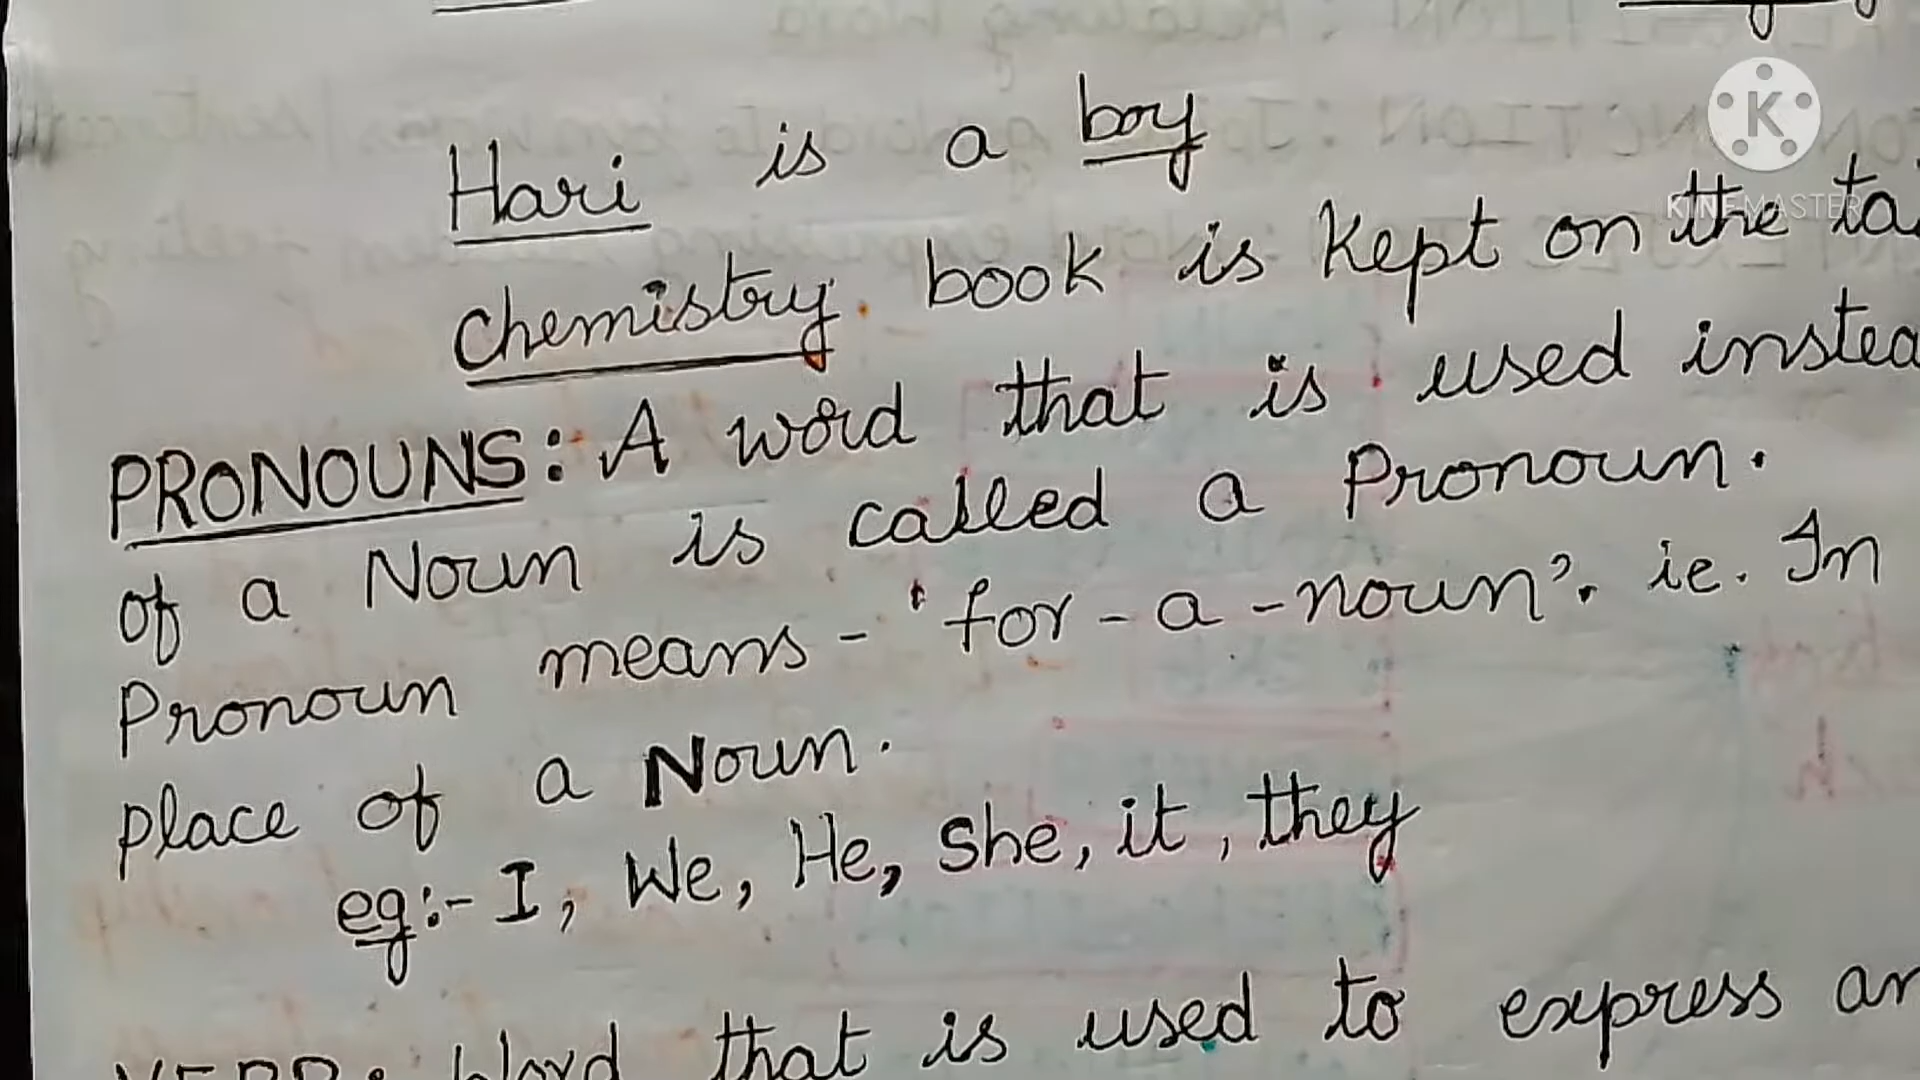 Hari is a boy
Chemistry. book is kept on the
PRONOUNS: A word that is used
of a Noun is called a Pronoun.
Pronoun means - 'for - a - noun'. ie. In
place of a Noun.
eg:- I, We, He, She, it, they
Word that is used to express
K
KINEMASTER